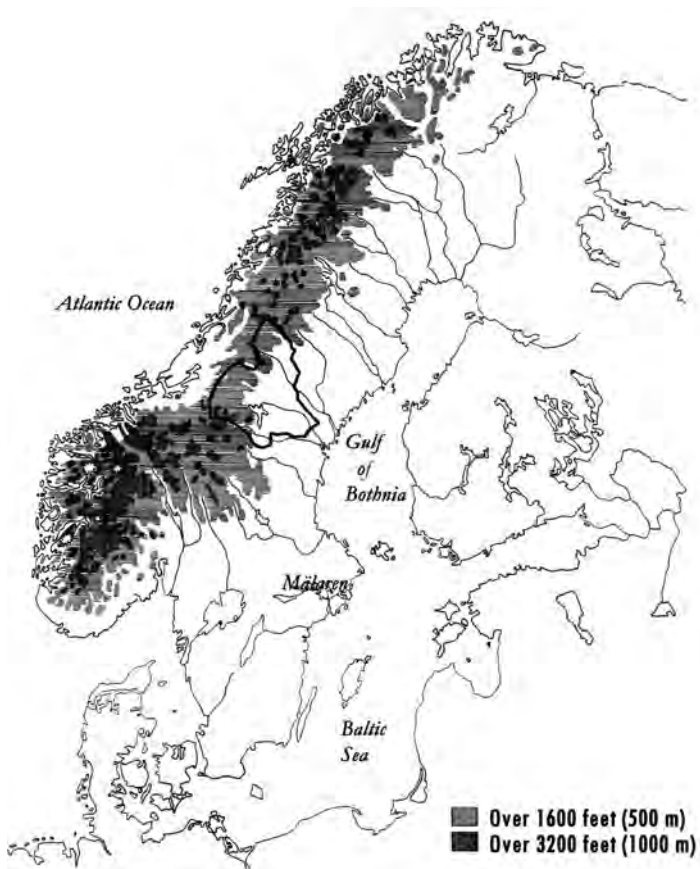 Atlantic Ocean
Gulf
of
Bothnia
Mälaren
Baltic
Sea
Over 1600 feet (500 m)
Over 3200 feet (1000 m)